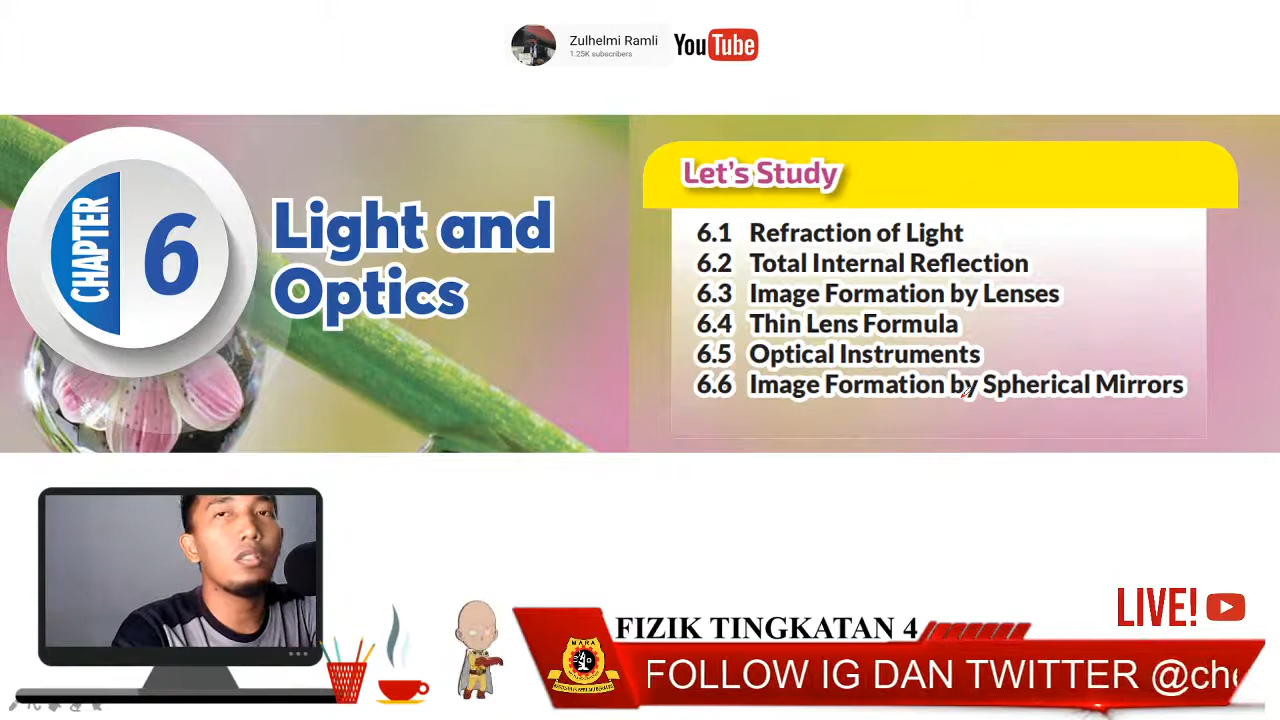 Zulhelmi Ramli
1.25K subscribers
YouTube
CHAPTER
6
Light and
Optics
Let's Study
6.1 Refraction of Light
6.2 Total Internal Reflection
6.3 Image Formation by Lenses
6.4 Thin Lens Formula
6.5 Optical Instruments
6.6 Image Formation by Spherical Mirrors
LIVE!
FIZIK TINGKATAN 4
MARA
FOLLOW IG DAN TWITTER @che